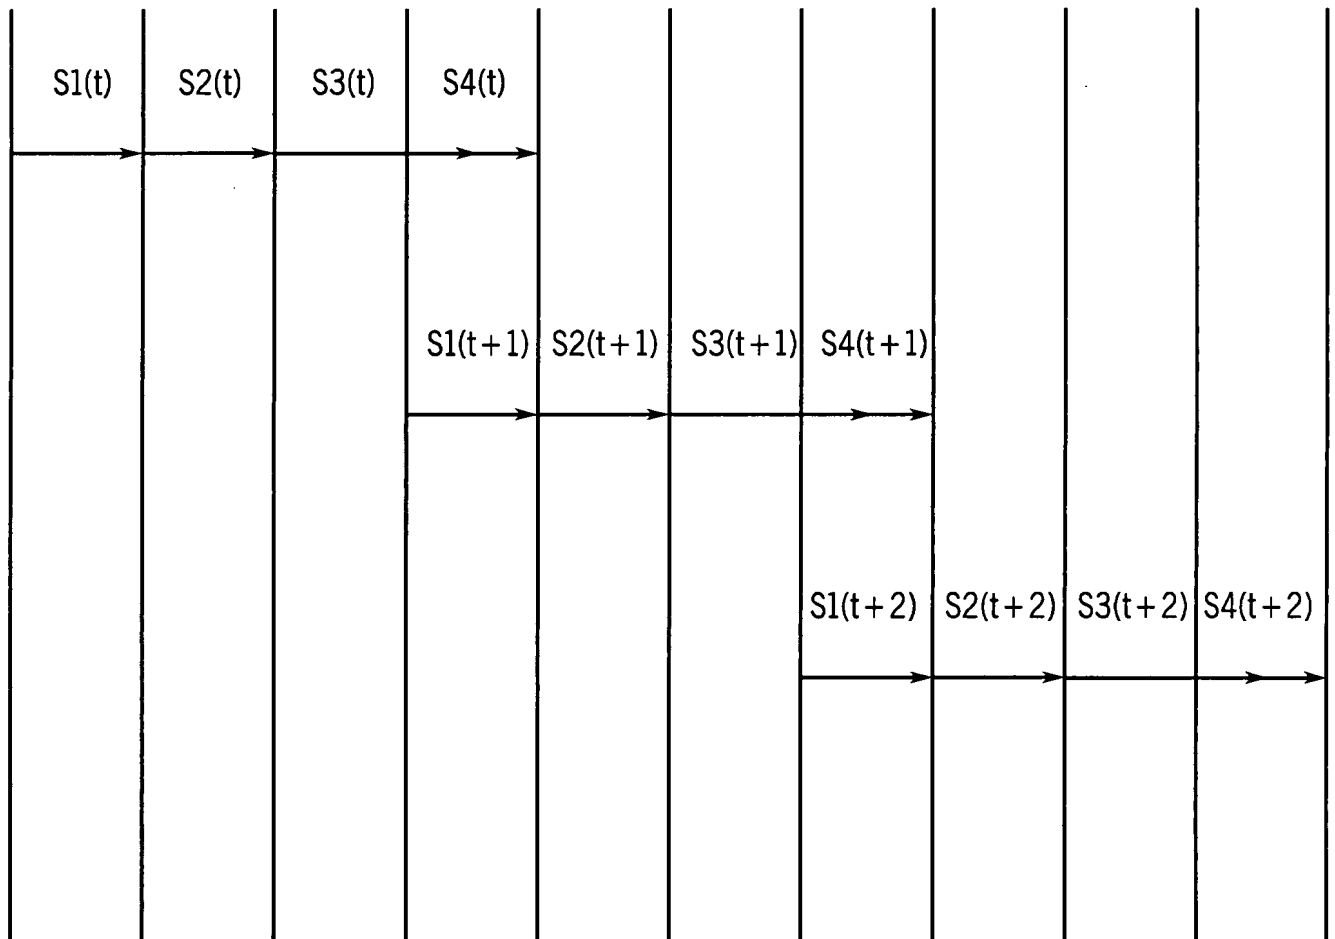 S1(t) S2(t) S3(t) S4(t)
S1(t+1) S2(t+1) S3(t+1) S4(t+1)
S1(t+2) S2(t+2) S3(t+2) S4(t+2)